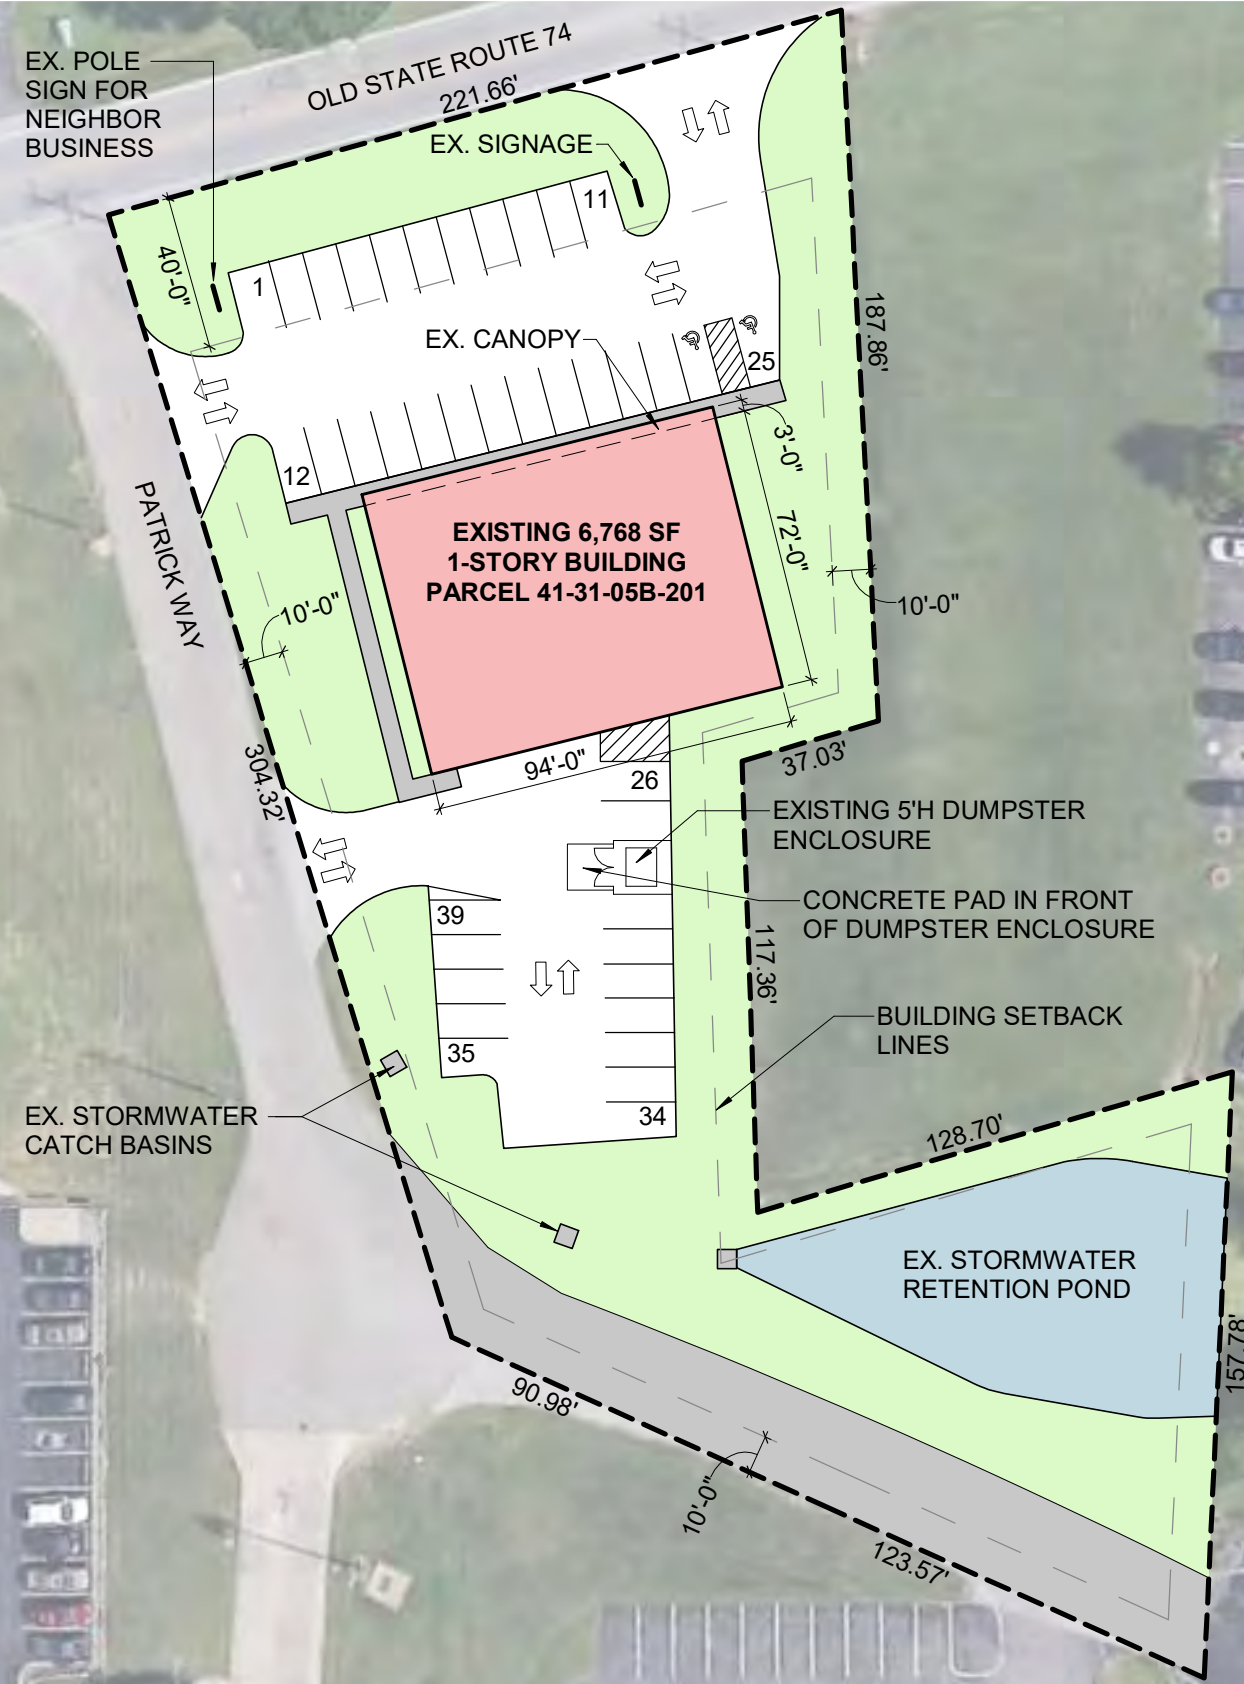 EX. POLE
SIGN FOR
NEIGHBOR
BUSINESS
OLD STATE ROUTE 74
221.66'
EX. SIGNAGE
11
1
40'-0"
187.86'
EX. CANOPY
25
3'-0"
12
PATRICK WAY
EXISTING 6,768 SF
1-STORY BUILDING
PARCEL 41-31-05B-201
72'-0"
10'-0"
10'-0"
304.32'
94'-0"
26
37.03'
EXISTING 5'H DUMPSTER
ENCLOSURE
39
CONCRETE PAD IN FRONT
OF DUMPSTER ENCLOSURE
117.36'
35
BUILDING SETBACK
LINES
34
EX. STORMWATER
CATCH BASINS
128.70'
EX. STORMWATER
RETENTION POND
157.78'
90.98'
10'-0"
123.57'